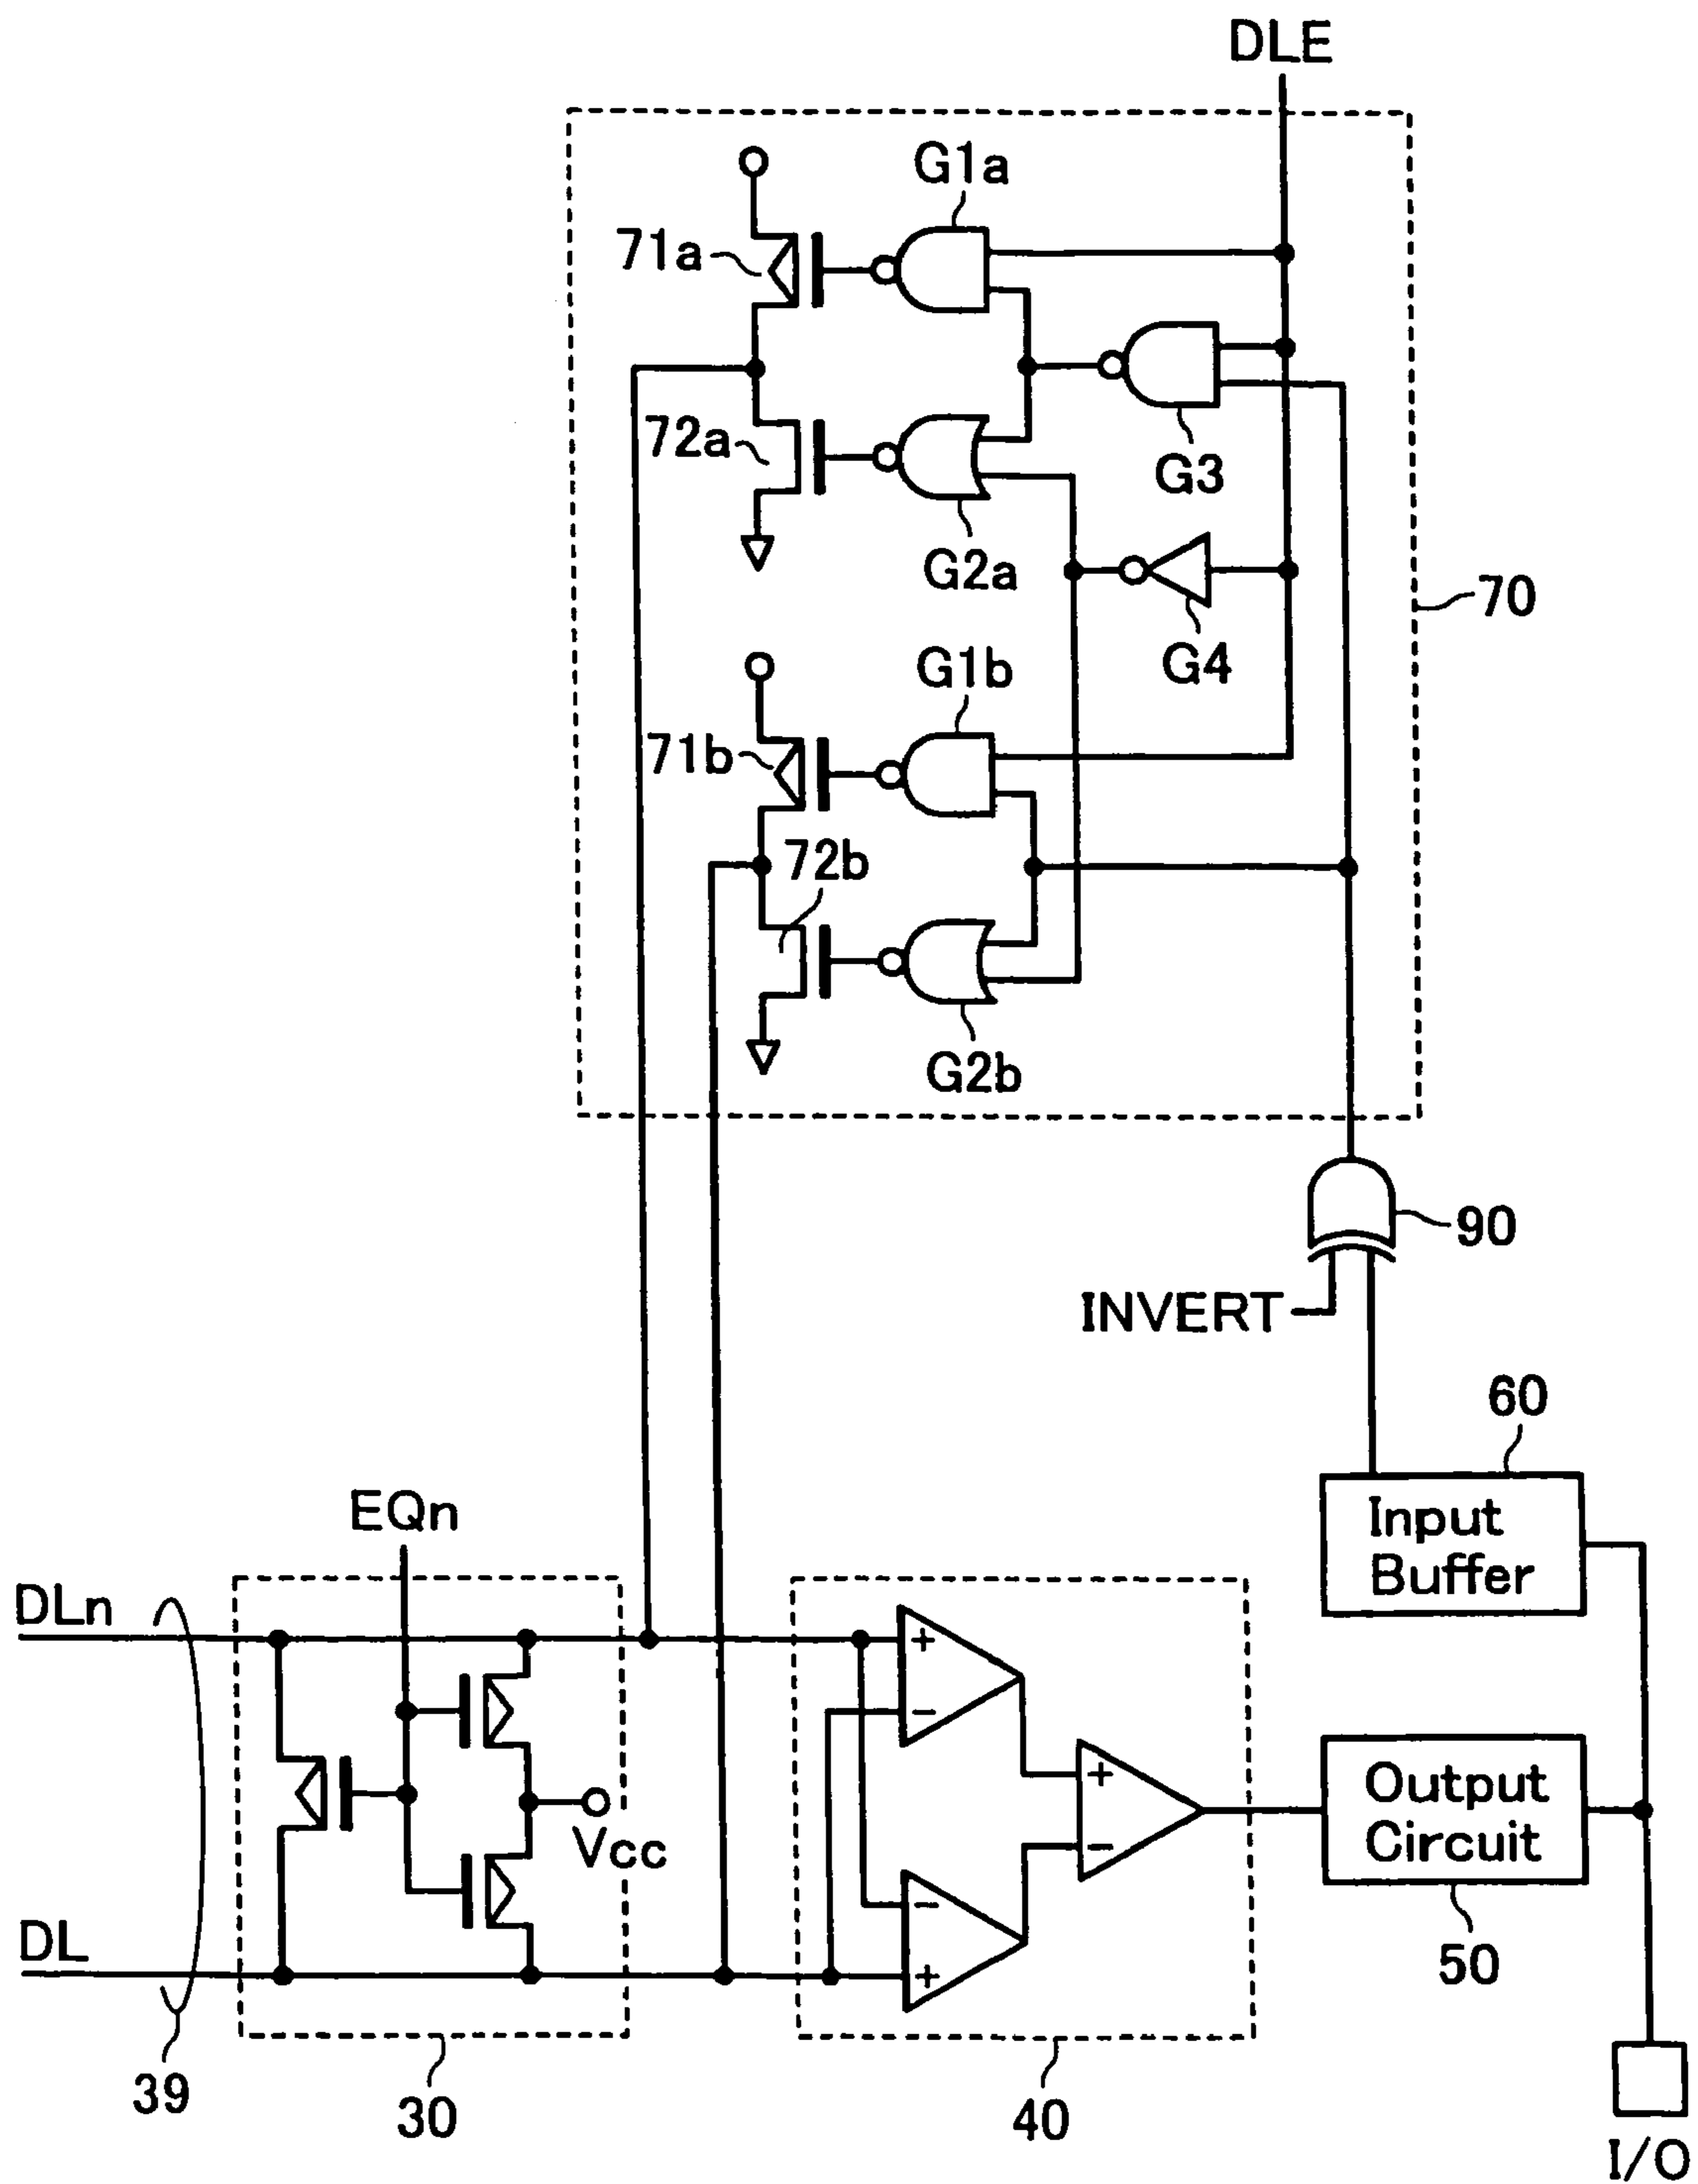 DLE
G1a
71a
72a
G3
G2a
G4
70
G1b
71b
72b
G2b
90
INVERT
60
Input
Buffer
EQn
DLn
+
−
Output
Circuit
+
Vcc
−
−
DL
+
50
39
30
40
I/O